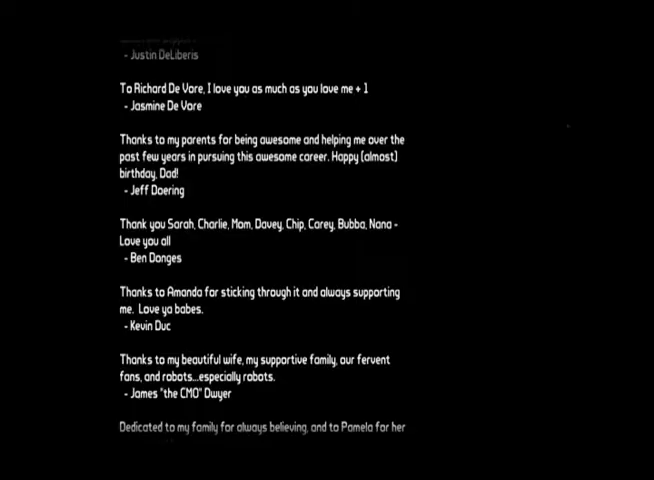 - Justin DeLiberis
To Richard De Vore, I love you as much as you love me + 1
- Jasmine De Vore
Thanks to my parents for being awesome and helping me over the
past few years in pursuing this awesome career. Happy (almost)
birthday, Dad!
- Jeff Doering
Thank you Sarah, Charlie, Mom, Davey, Chip, Carey, Bubba, Nana -
Love you all
- Ben Donges
Thanks to Amanda for sticking through it and always supporting
me. Love ya babes.
- Kevin Duc
Thanks to my beautiful wife, my supportive family, our fervent
fans, and robots...especially robots.
- James "the CMO" Dwyer
Dedicated to my family for always believing, and to Pamela for her